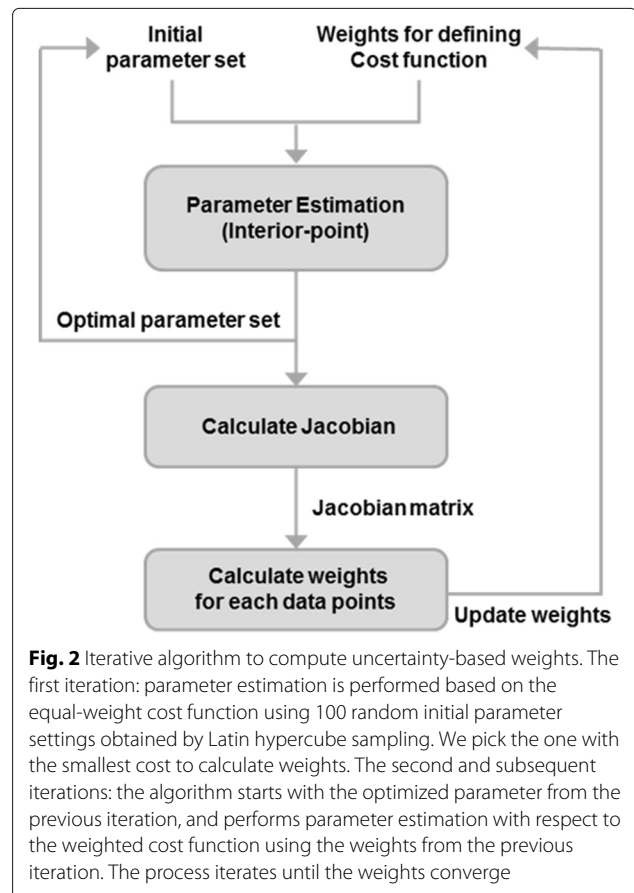 Initial
parameter set
Weights for defining
Cost function
Parameter Estimation
(Interior-point)
Optimal parameter set
Calculate Jacobian
Jacobian matrix
Calculate weights
for each data points
Update weights
Fig. 2 Iterative algorithm to compute uncertainty-based weights. The
first iteration: parameter estimation is performed based on the
equal-weight cost function using 100 random initial parameter
settings obtained by Latin hypercube sampling. We pick the one with
the smallest cost to calculate weights. The second and subsequent
iterations: the algorithm starts with the optimized parameter from the
previous iteration, and performs parameter estimation with respect to
the weighted cost function using the weights from the previous
iteration. The process iterates until the weights converge